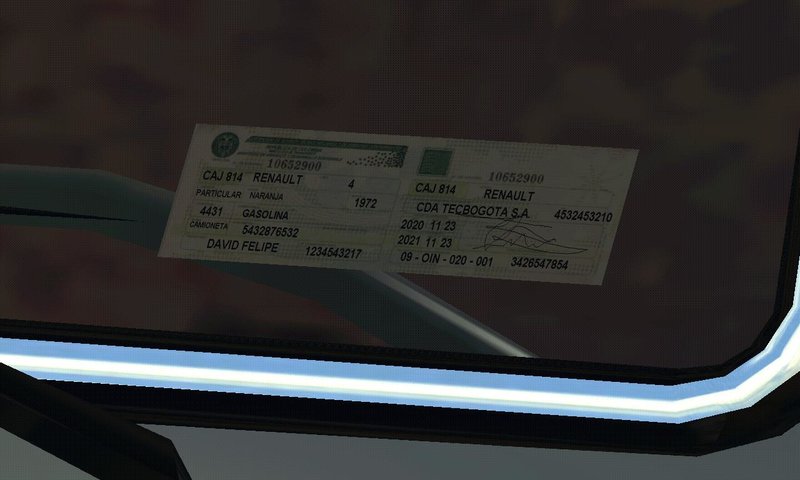 10652900
CAJ 814 RENAULT 4
PARTICULAR NARANJA 1972
4431 GASOLINA
CAMIONETA 5432876532
DAVID FELIPE 1234543217
10652900
CAJ 814 RENAULT
CDA TECBOGOTA S.A. 4532453210
2020 11 23
2021 11 23
09 - OIN - 020 - 001 3426547854